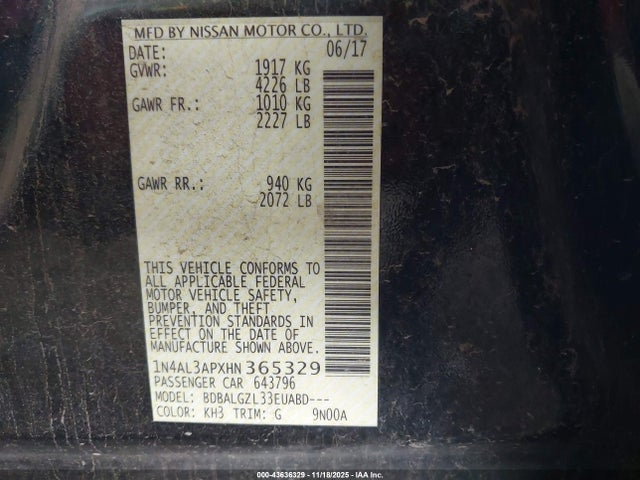 MFD BY NISSAN MOTOR CO., LTD.
DATE: 06/17
GVWR: 1917 KG
4226 LB
GAWR FR.: 1010 KG
2227 LB
GAWR RR.: 940 KG
2072 LB
THIS VEHICLE CONFORMS TO
ALL APPLICABLE FEDERAL
MOTOR VEHICLE SAFETY,
BUMPER, AND THEFT
PREVENTION STANDARDS IN
EFFECT ON THE DATE OF
MANUFACTURE SHOWN ABOVE.
1N4AL3APXHN365329
PASSENGER CAR 643796
MODEL: BDBALGZL33EUABD---
COLOR: KH3 TRIM: G 9N00A
000-43636329 - 11/18/2025 - IAA Inc.